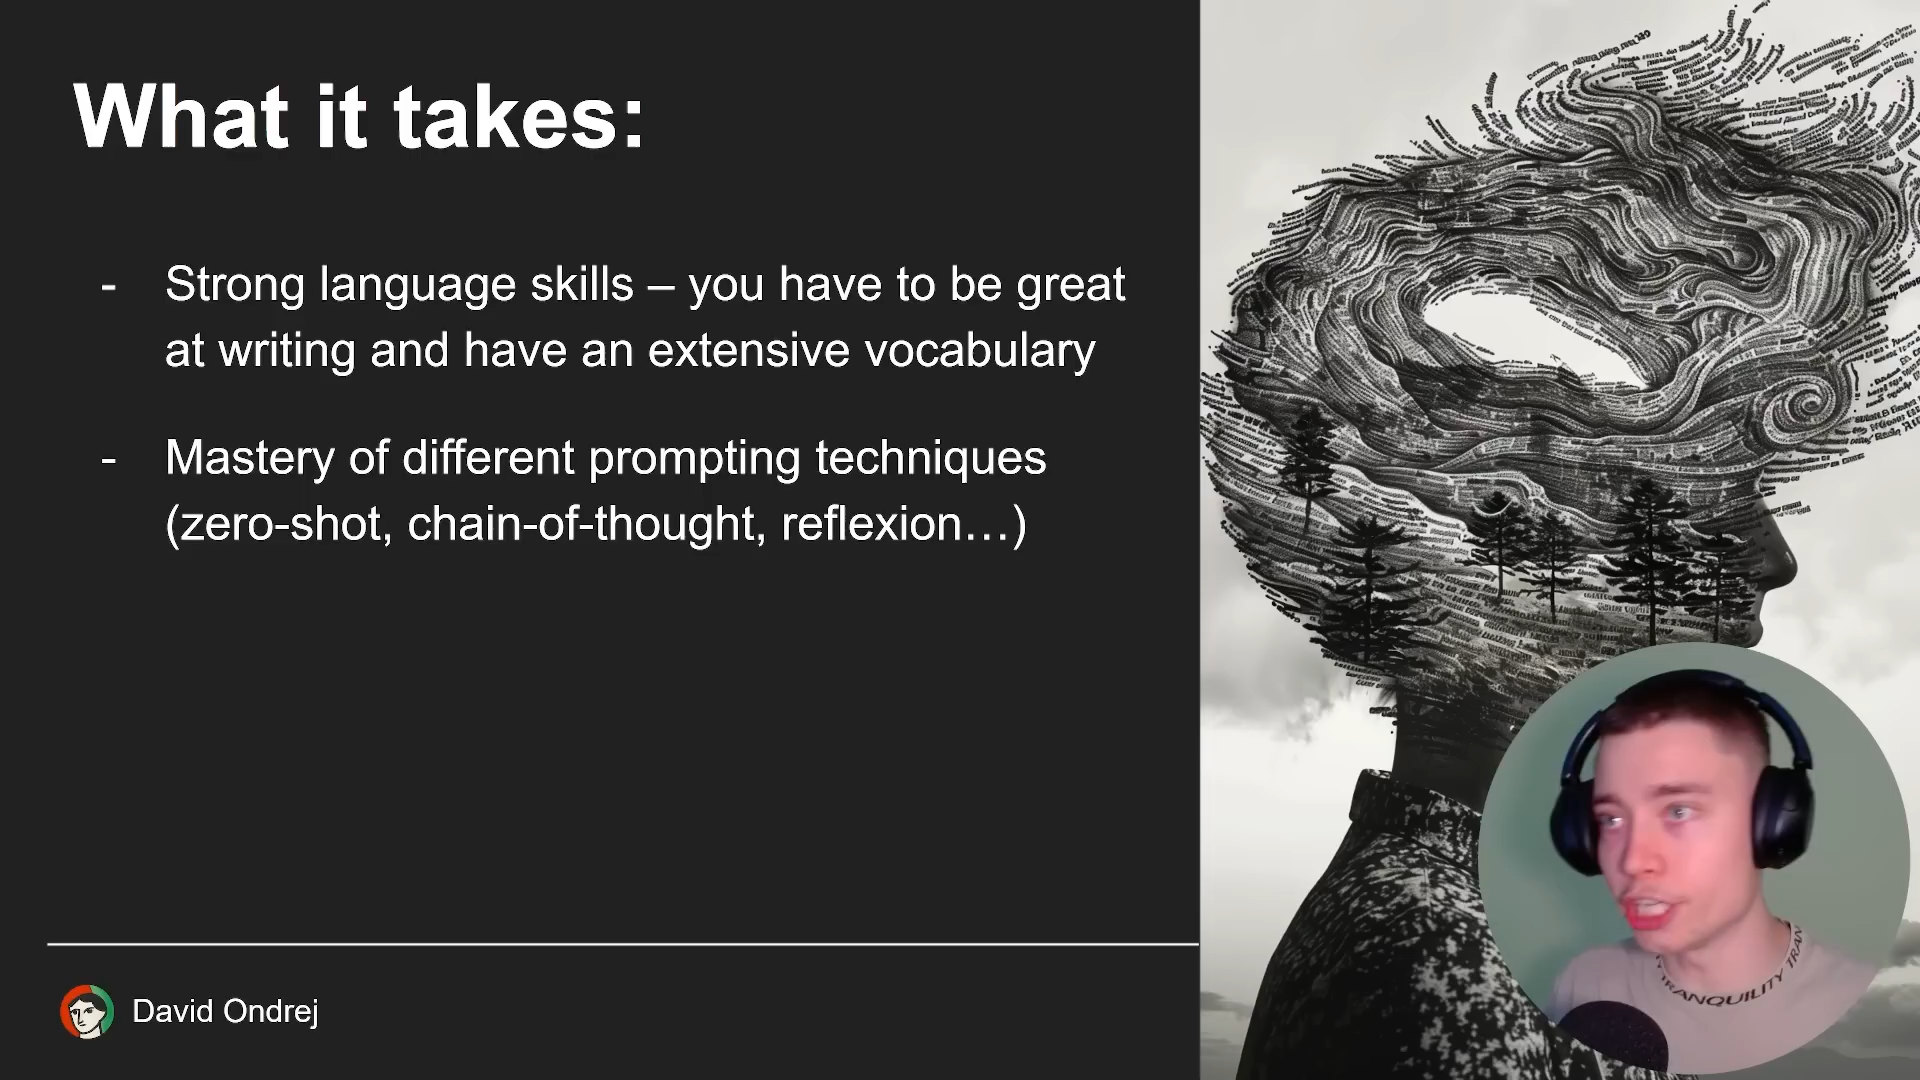 What it takes:
- Strong language skills – you have to be great
at writing and have an extensive vocabulary
- Mastery of different prompting techniques
(zero-shot, chain-of-thought, reflexion…)
David Ondrej
TRANQUILITY TRAN